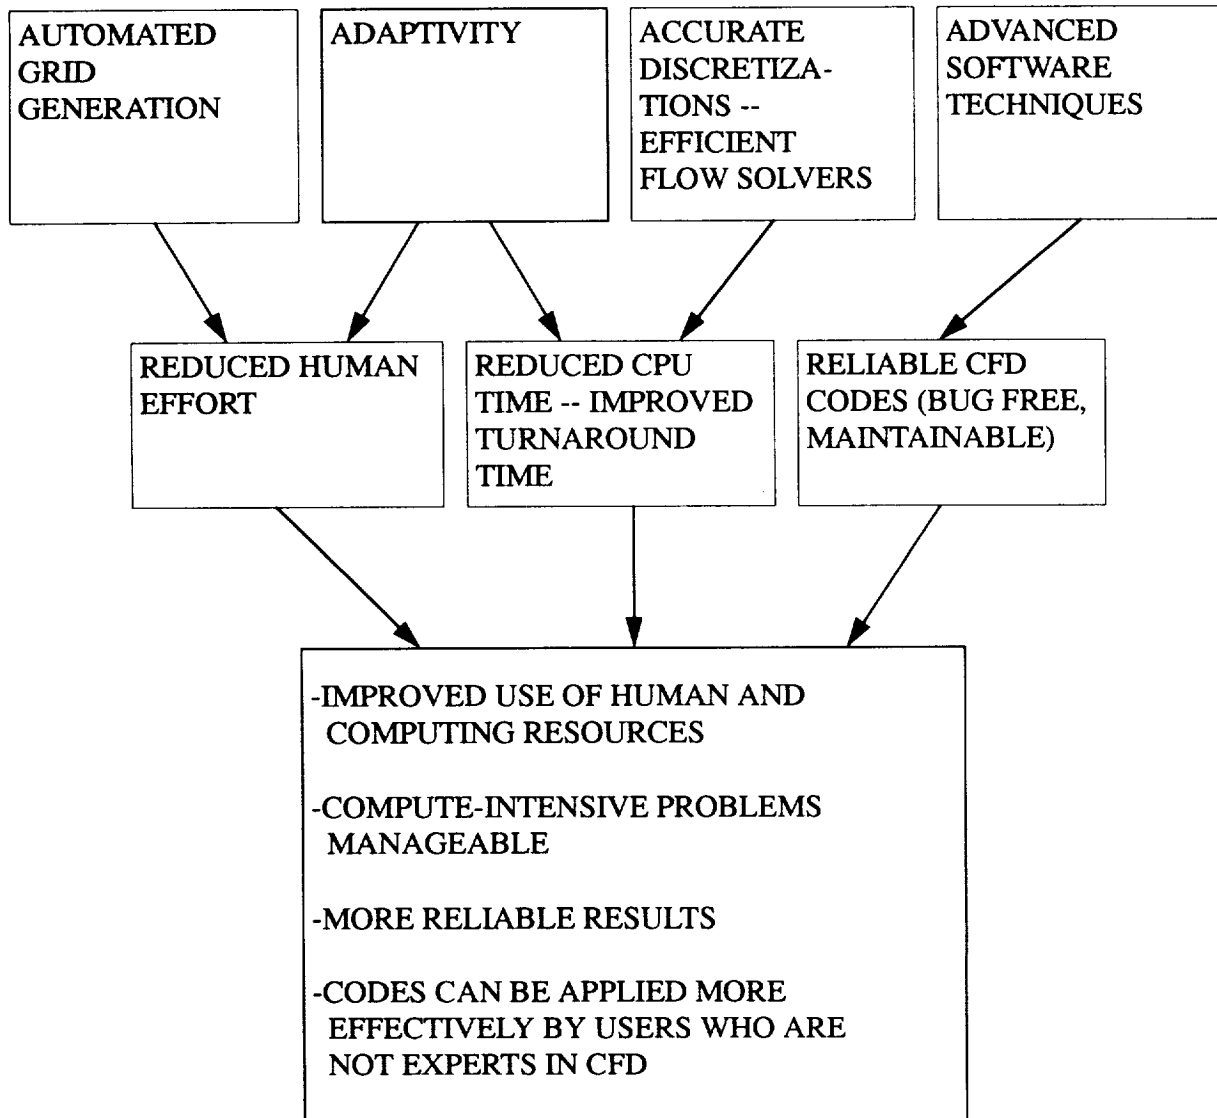 AUTOMATED
GRID
GENERATION
ADAPTIVITY
ACCURATE
DISCRETIZA-
TIONS --
EFFICIENT
FLOW SOLVERS
ADVANCED
SOFTWARE
TECHNIQUES
REDUCED HUMAN
EFFORT
REDUCED CPU
TIME -- IMPROVED
TURNAROUND
TIME
RELIABLE CFD
CODES (BUG FREE,
MAINTAINABLE)
-IMPROVED USE OF HUMAN AND
COMPUTING RESOURCES
-COMPUTE-INTENSIVE PROBLEMS
MANAGEABLE
-MORE RELIABLE RESULTS
-CODES CAN BE APPLIED MORE
EFFECTIVELY BY USERS WHO ARE
NOT EXPERTS IN CFD